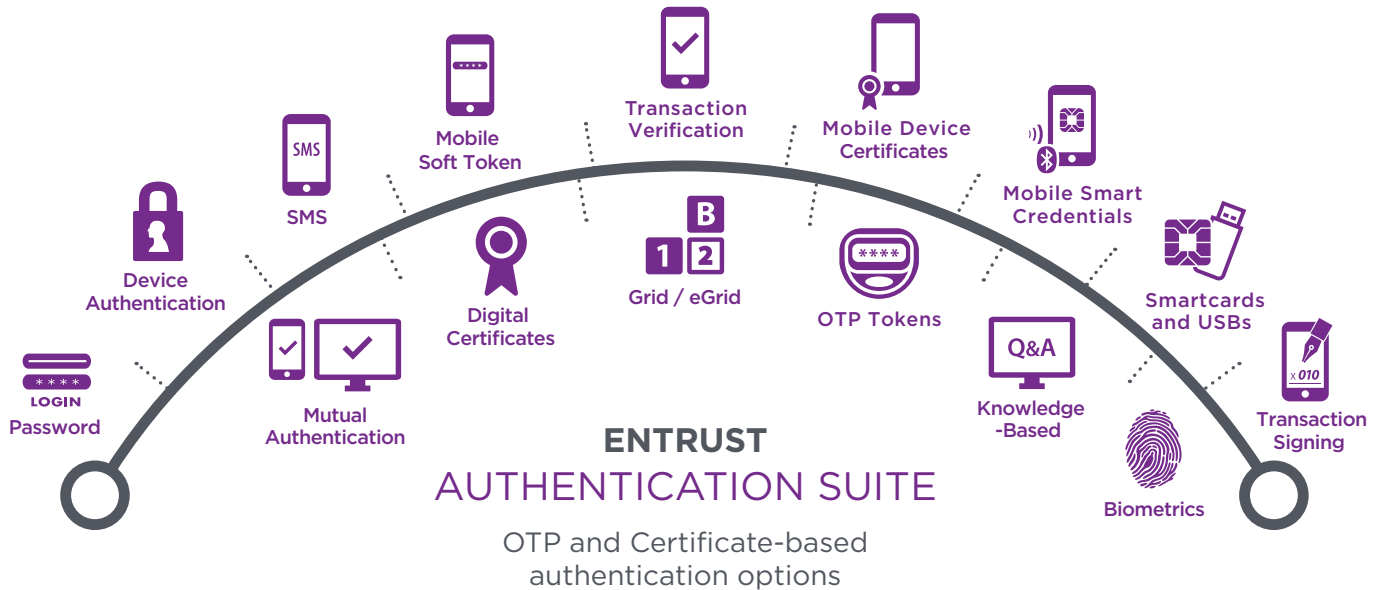 Transaction
Verification
Mobile
Soft Token
Mobile Device
Certificates
SMS
SMS
Mobile Smart
Credentials
Device
Authentication
B
1 2
Grid / eGrid
Digital
Certificates
****
OTP Tokens
Smartcards
and USBs
****
LOGIN
Password
Mutual
Authentication
Q&A
Knowledge
-Based
x 010
Transaction
Signing
Biometrics
ENTRUST
AUTHENTICATION SUITE
OTP and Certificate-based
authentication options